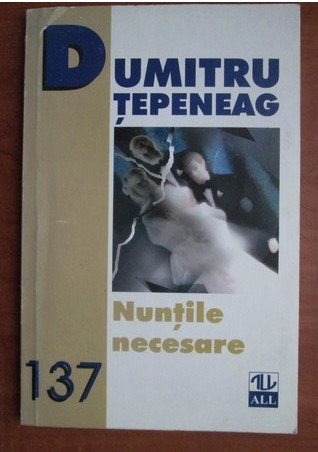 DUMITRU
ȚEPENEAG
Nunțile
necesare
137
ALL